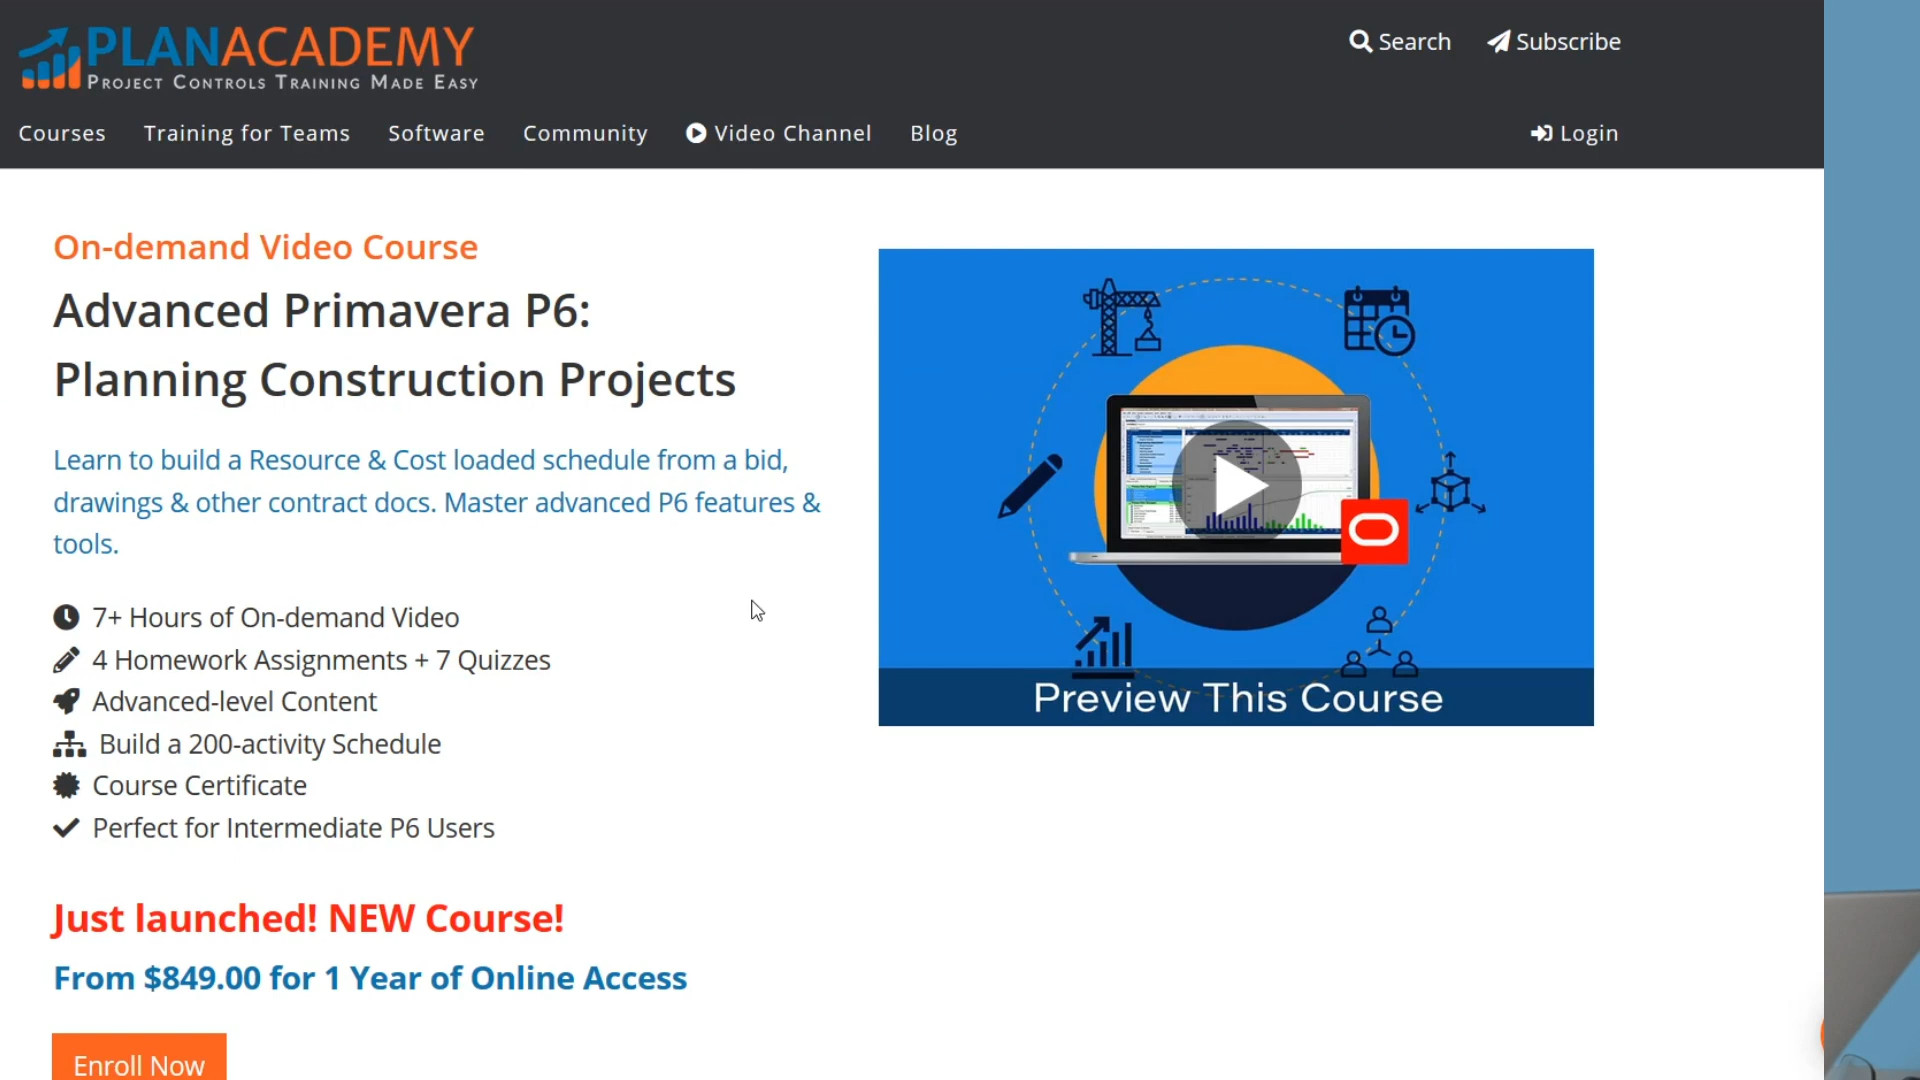 PLANACADEMY
PROJECT CONTROLS TRAINING MADE EASY
Search
Subscribe
Courses
Training for Teams
Software
Community
Video Channel
Blog
Login
On-demand Video Course
Advanced Primavera P6:
Planning Construction Projects
Learn to build a Resource & Cost loaded schedule from a bid,
drawings & other contract docs. Master advanced P6 features &
tools.
7+ Hours of On-demand Video
4 Homework Assignments + 7 Quizzes
Advanced-level Content
Build a 200-activity Schedule
Course Certificate
Perfect for Intermediate P6 Users
Preview This Course
Just launched! NEW Course!
From $849.00 for 1 Year of Online Access
Enroll Now